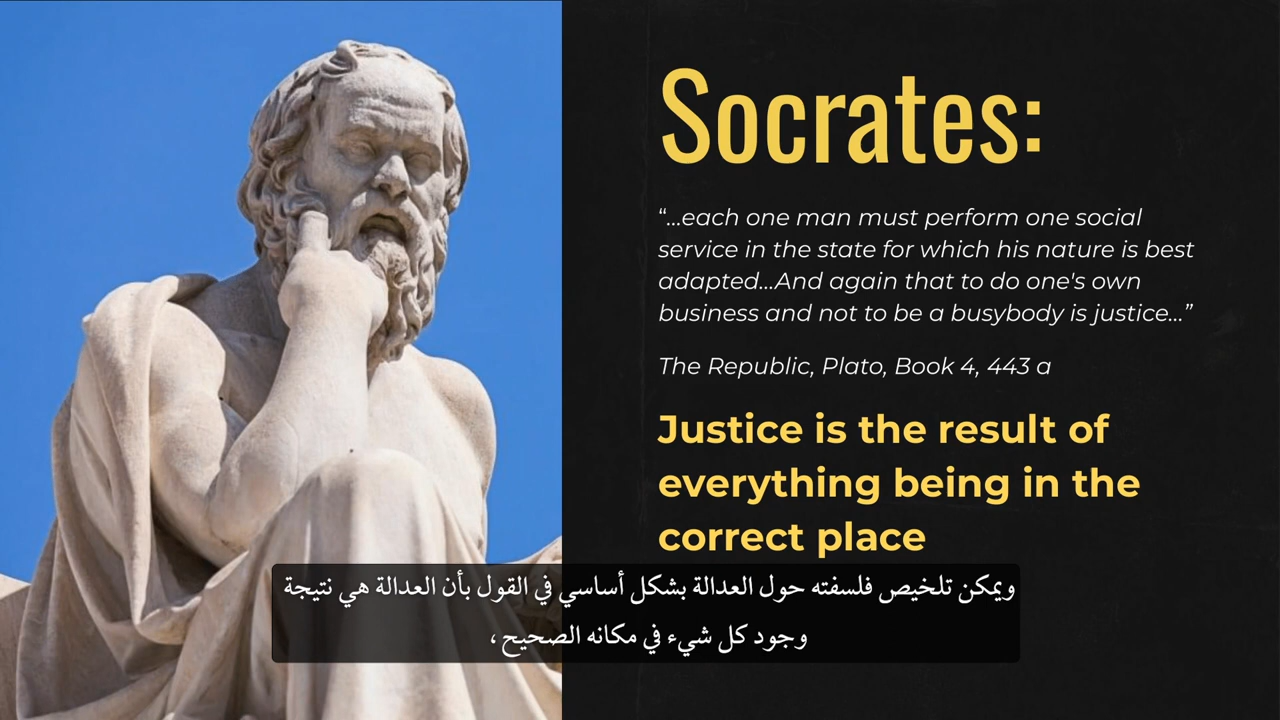 Socrates:
“...each one man must perform one social
service in the state for which his nature is best
adapted...And again that to do one's own
business and not to be a busybody is justice...”
The Republic, Plato, Book 4, 443 a
Justice is the result of
everything being in the
correct place
ويمكن تلخيص فلسفته حول العدالة بشكل أساسي في القول بأن العدالة هي نتيجة
وجود كل شيء في مكانه الصحيح ،